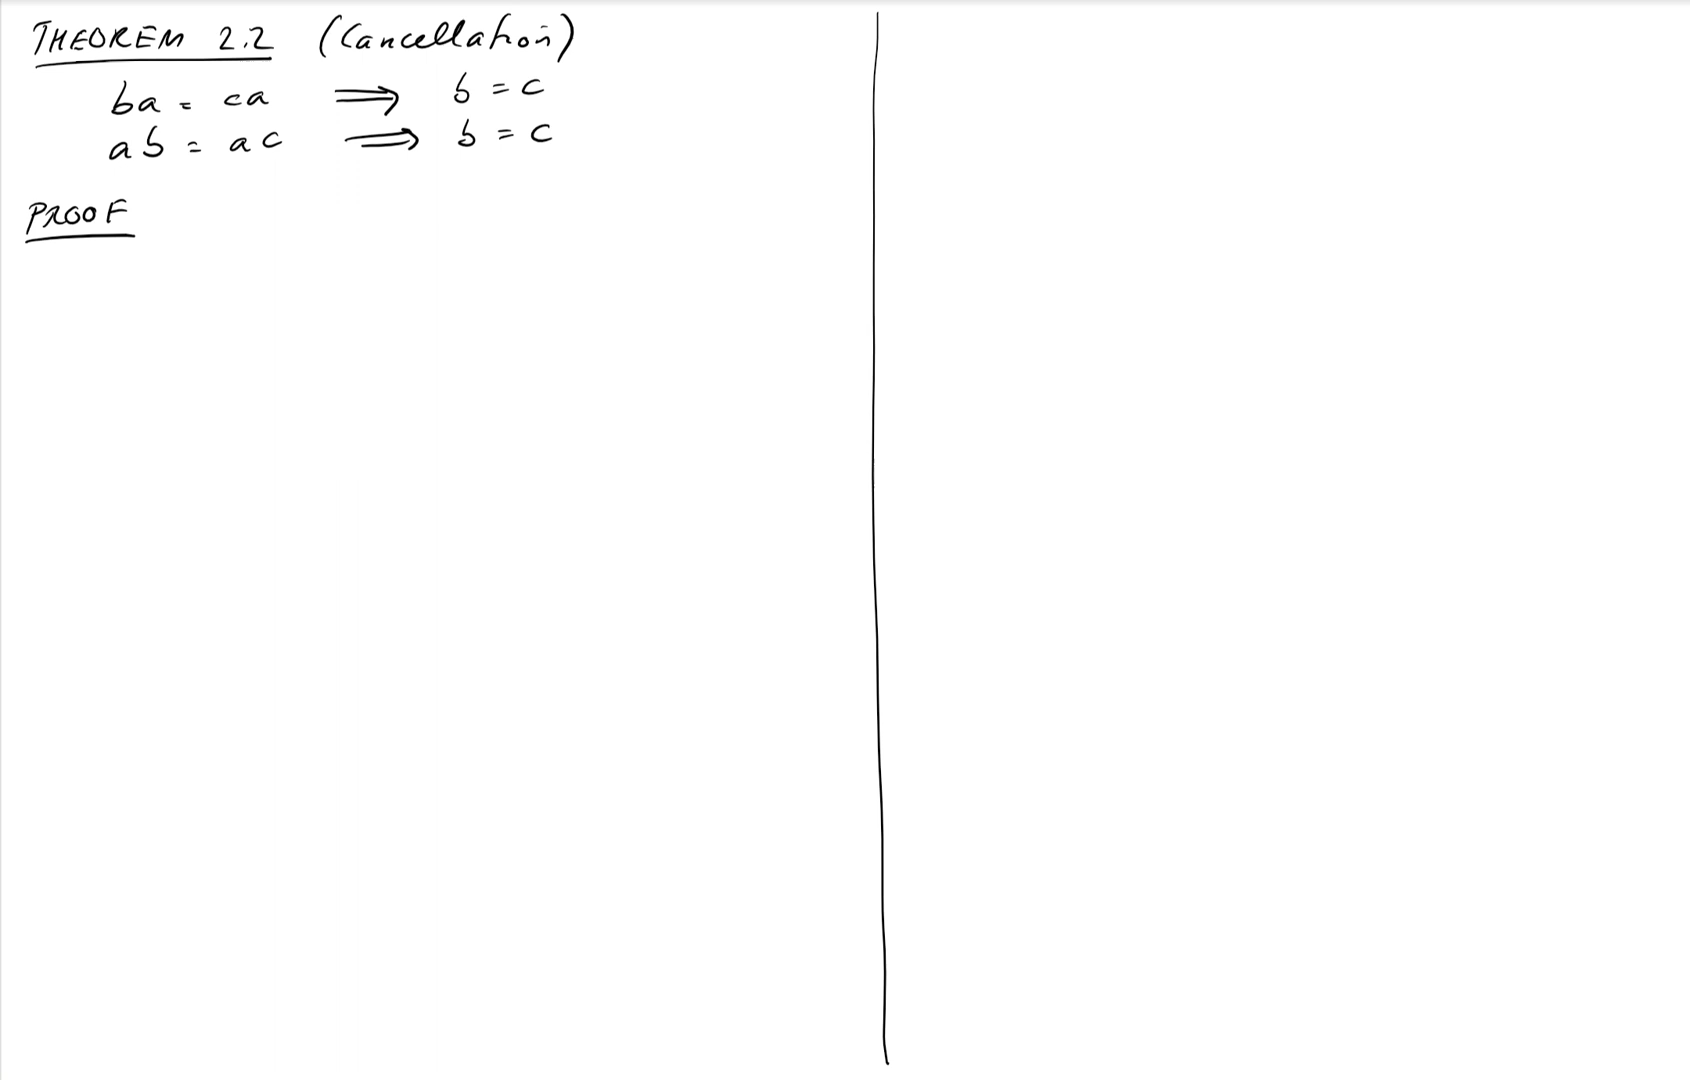 THEOREM 2.2 (Cancellation)
ba = ca ⟹ b = c
ab = ac ⟹ b = c
PROOF